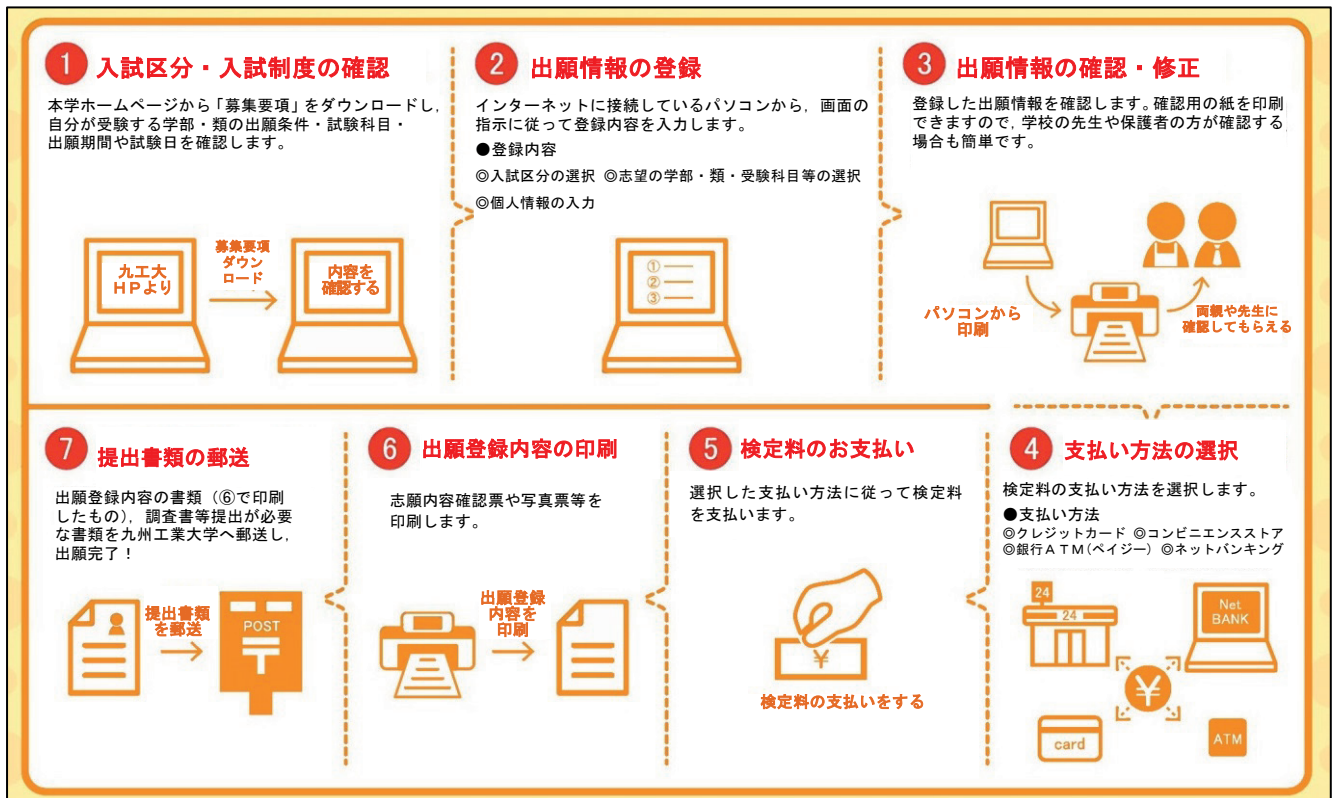 1 入試区分・入試制度の確認
本学ホームページから「募集要項」をダウンロードし,
自分が受験する学部・類の出願条件・試験科目・
出願期間や試験日を確認します。
九工大
HPより
募集要項
ダウン
ロード
内容を
確認する
2 出願情報の登録
インターネットに接続しているパソコンから,画面の
指示に従って登録内容を入力します。
●登録内容
◎入試区分の選択 ◎志望の学部・類・受験科目等の選択
◎個人情報の入力
①
②
③
3 出願情報の確認・修正
登録した出願情報を確認します。確認用の紙を印刷
できますので,学校の先生や保護者の方が確認する
場合も簡単です。
パソコンから
印刷
両親や先生に
確認してもらえる
4 支払い方法の選択
検定料の支払い方法を選択します。
●支払い方法
◎クレジットカード ◎コンビニエンスストア
◎銀行ATM(ペイジー) ◎ネットバンキング
24
24
Net
BANK
¥
card
ATM
5 検定料のお支払い
選択した支払い方法に従って検定料
を支払います。
¥
検定料の支払いをする
6 出願登録内容の印刷
志願内容確認票や写真票等を
印刷します。
出願登録
内容を
印刷
7 提出書類の郵送
出願登録内容の書類(⑥で印刷
したもの),調査書等提出が必要
な書類を九州工業大学へ郵送し,
出願完了!
提出書類
を郵送
POST
〒